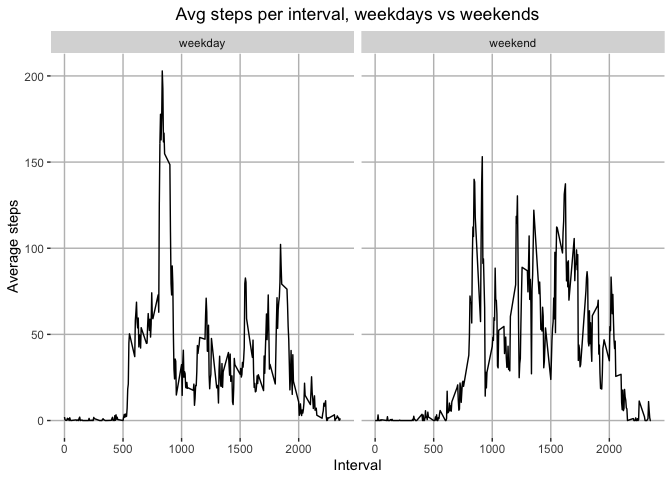 Avg steps per interval, weekdays vs weekends
weekday weekend
Average steps
200
150
100
50
0
0 500 1000 1500 2000 0 500 1000 1500 2000
Interval